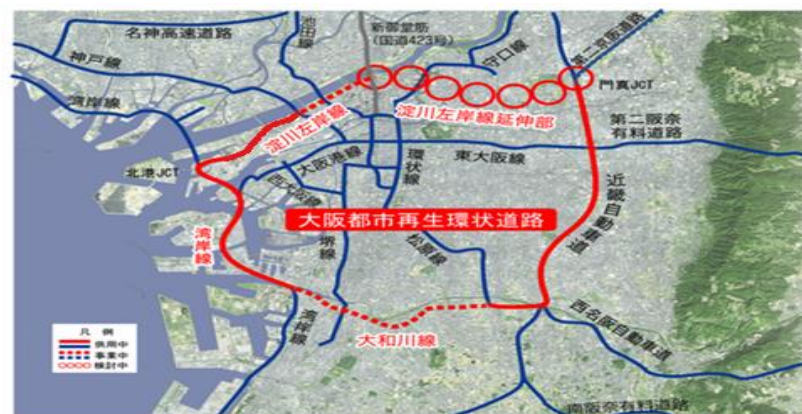 名神高速道路
池田線
新御堂筋
(国道423号)
守口線
第二京阪道路
神戸線
湾岸線
門真JCT
淀川左岸線
淀川左岸線延伸部
第二阪奈
有料道路
北港JCT
大阪港線
環状線
東大阪線
西大阪線
近畿自動車道
大阪都市再生環状道路
湾岸線
堺線
松原線
湾岸線
大和川線
西名阪自動車道
南阪奈有料道路
凡 例
供用中
事業中
検討中